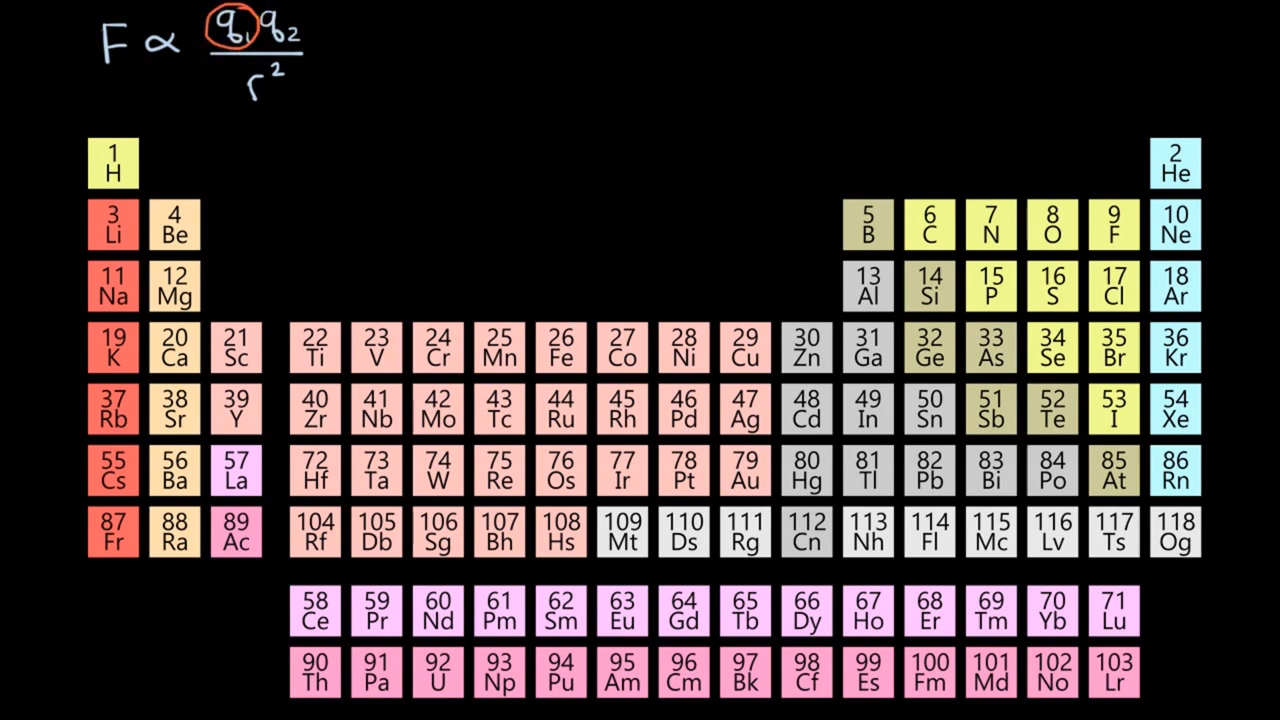 F ∝ q₁q₂
r²
1 2
H He
3 4 5 6 7 8 9 10
Li Be B C N O F Ne
11 12 13 14 15 16 17 18
Na Mg Al Si P S Cl Ar
19 20 21 22 23 24 25 26 27 28 29 30 31 32 33 34 35 36
K Ca Sc Ti V Cr Mn Fe Co Ni Cu Zn Ga Ge As Se Br Kr
37 38 39 40 41 42 43 44 45 46 47 48 49 50 51 52 53 54
Rb Sr Y Zr Nb Mo Tc Ru Rh Pd Ag Cd In Sn Sb Te I Xe
55 56 57 72 73 74 75 76 77 78 79 80 81 82 83 84 85 86
Cs Ba La Hf Ta W Re Os Ir Pt Au Hg Tl Pb Bi Po At Rn
87 88 89 104 105 106 107 108 109 110 111 112 113 114 115 116 117 118
Fr Ra Ac Rf Db Sg Bh Hs Mt Ds Rg Cn Nh Fl Mc Lv Ts Og
58 59 60 61 62 63 64 65 66 67 68 69 70 71
Ce Pr Nd Pm Sm Eu Gd Tb Dy Ho Er Tm Yb Lu
90 91 92 93 94 95 96 97 98 99 100 101 102 103
Th Pa U Np Pu Am Cm Bk Cf Es Fm Md No Lr